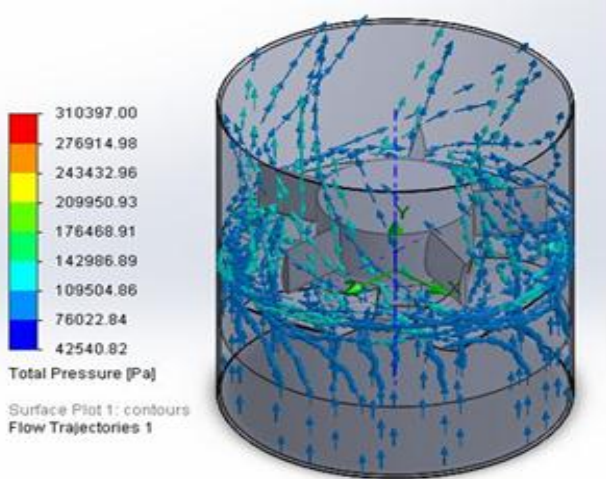 310397.00
276914.98
243432.96
209950.93
176468.91
142986.89
109504.86
76022.84
42540.82
Total Pressure [Pa]
Surface Plot 1: contours
Flow Trajectories 1
Y
Z
X